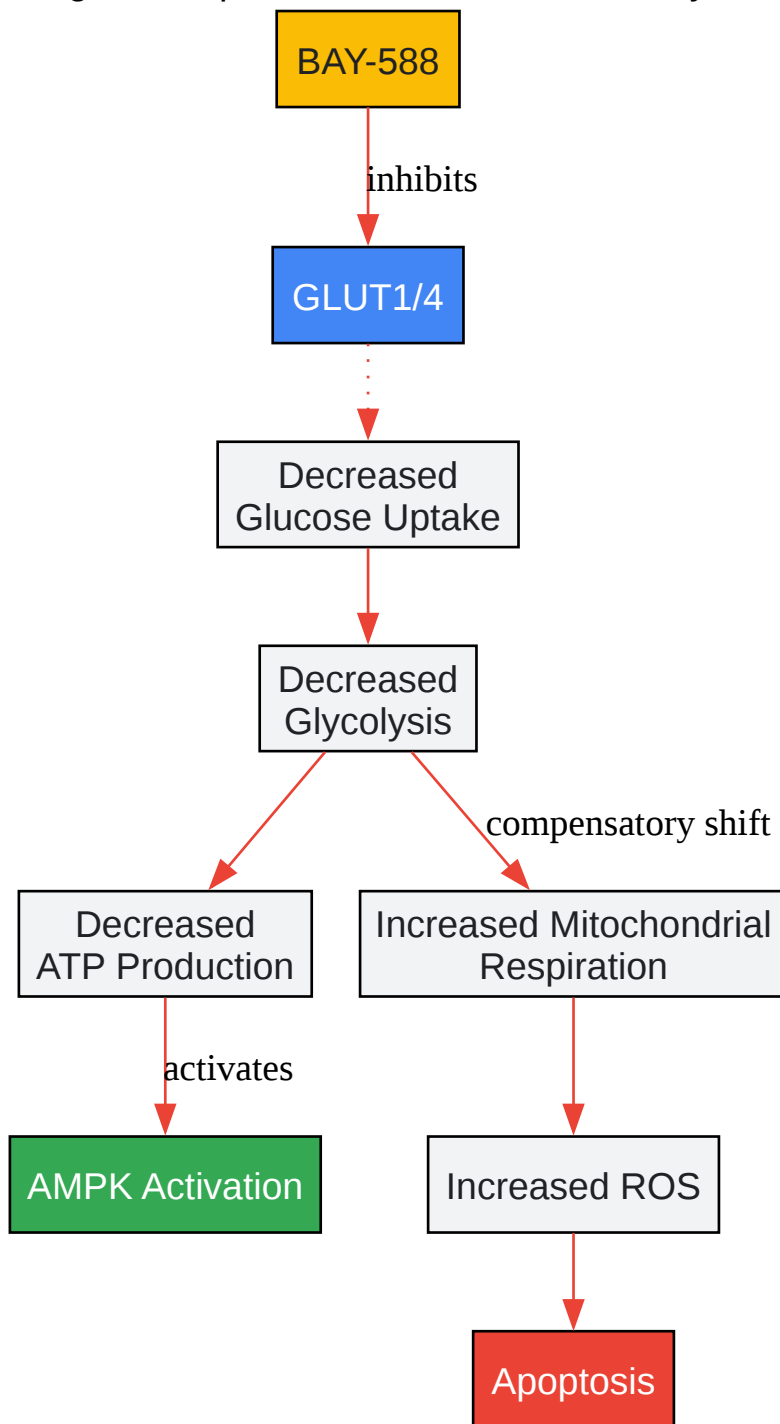 BAY-588
inhibits
GLUT1/4
Decreased
Glucose Uptake
Decreased
Glycolysis
compensatory shift
Decreased
ATP Production
Increased Mitochondrial
Respiration
activates
AMPK Activation
Increased ROS
Apoptosis